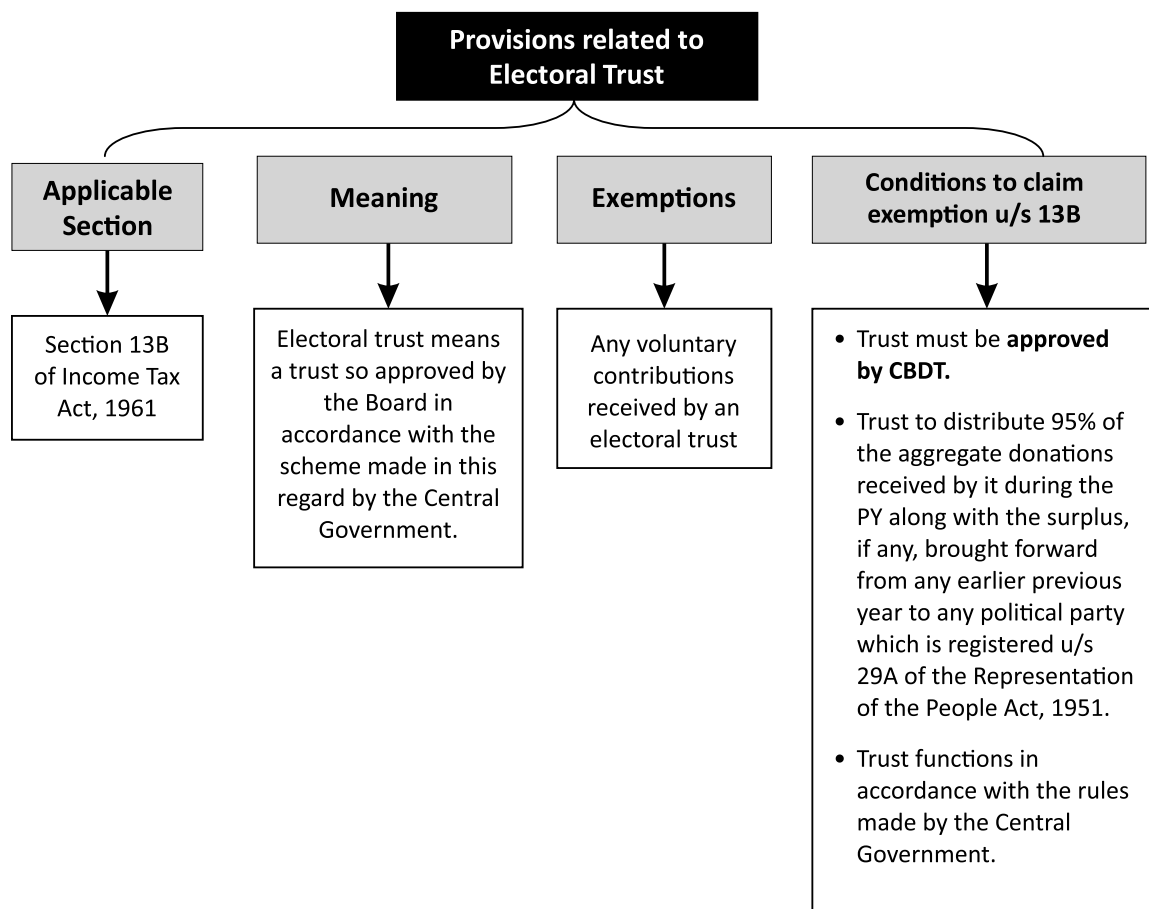 Provisions related to
Electoral Trust
Applicable
Section
Section 13B
of Income Tax
Act, 1961
Meaning
Electoral trust means
a trust so approved by
the Board in
accordance with the
scheme made in this
regard by the Central
Government.
Exemptions
Any voluntary
contributions
received by an
electoral trust
Conditions to claim
exemption u/s 13B
• Trust must be approved
by CBDT.
• Trust to distribute 95% of
the aggregate donations
received by it during the
PY along with the surplus,
if any, brought forward
from any earlier previous
year to any political party
which is registered u/s
29A of the Representation
of the People Act, 1951.
• Trust functions in
accordance with the rules
made by the Central
Government.